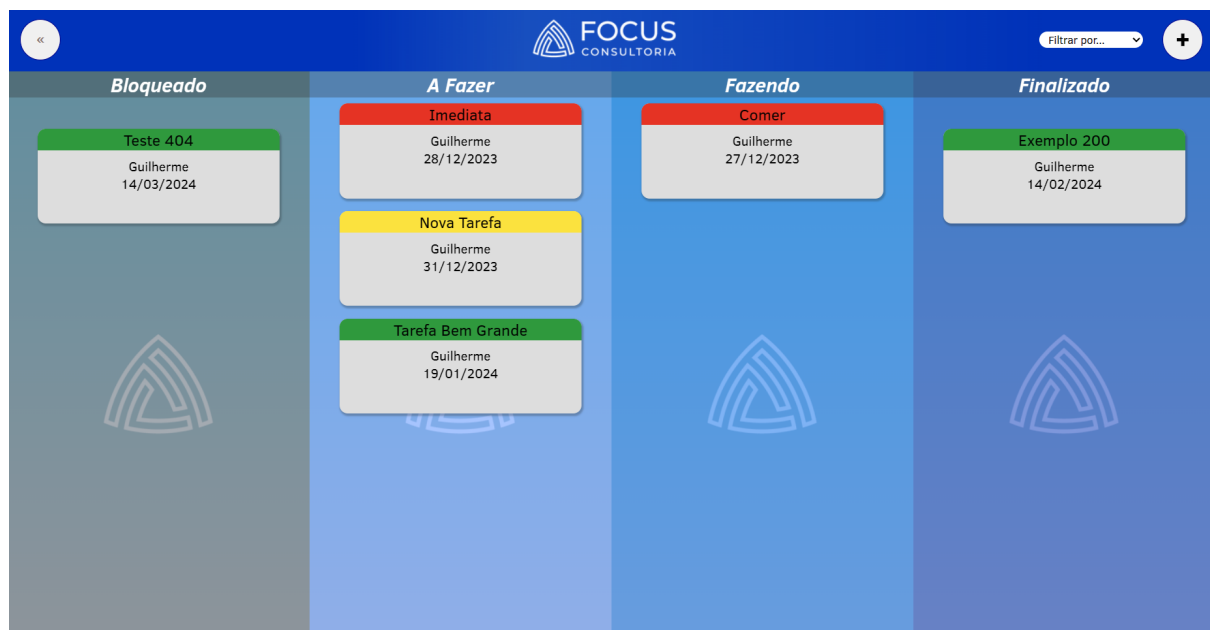 «
FOCUS
CONSULTORIA
Filtrar por...
+
Bloqueado
Teste 404
Guilherme
14/03/2024
A Fazer
Imediata
Guilherme
28/12/2023
Nova Tarefa
Guilherme
31/12/2023
Tarefa Bem Grande
Guilherme
19/01/2024
Fazendo
Comer
Guilherme
27/12/2023
Finalizado
Exemplo 200
Guilherme
14/02/2024